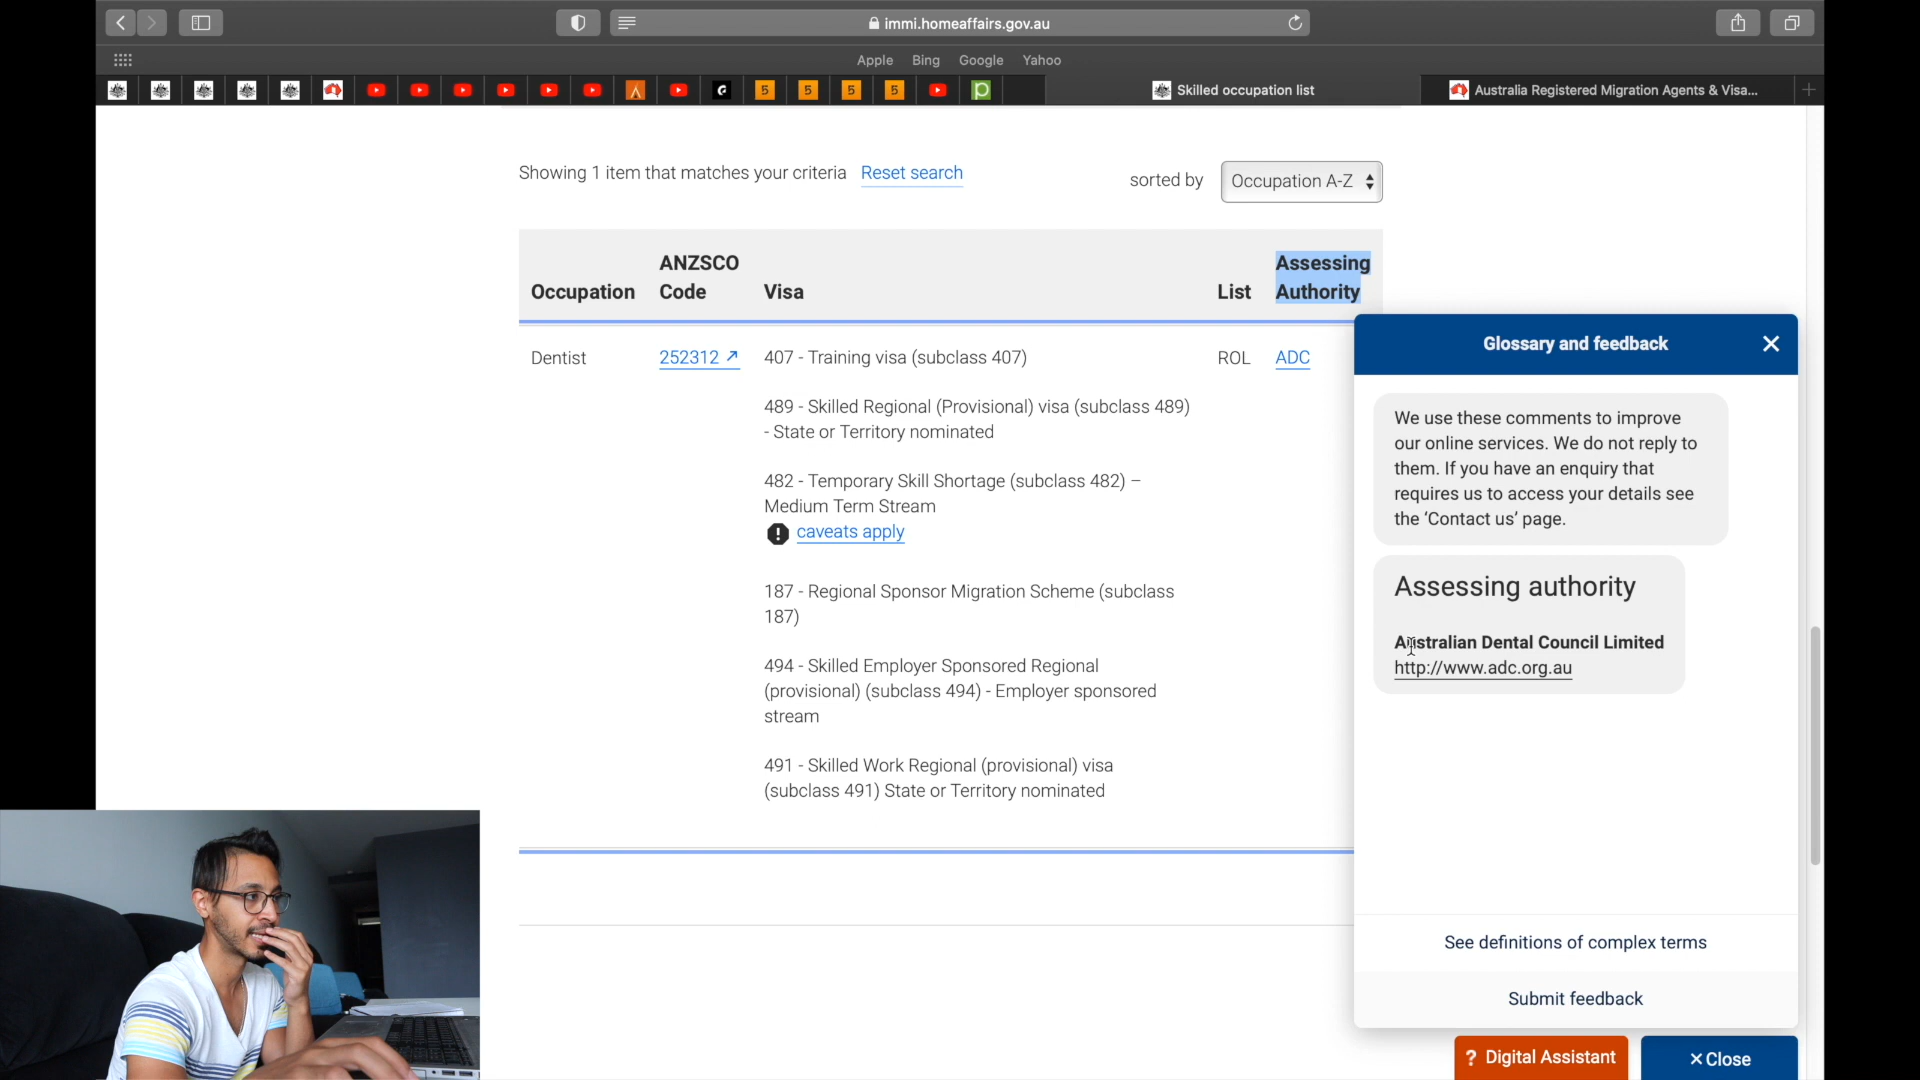 immi.homeaffairs.gov.au
Apple Bing Google Yahoo
5 5 5 5 Skilled occupation list Australia Registered Migration Agents & Visa...
Showing 1 item that matches your criteria Reset search
sorted by Occupation A-Z
Occupation ANZSCO Code Visa List Assessing Authority
Dentist 252312 407 - Training visa (subclass 407) ROL ADC
489 - Skilled Regional (Provisional) visa (subclass 489)
- State or Territory nominated
482 - Temporary Skill Shortage (subclass 482) –
Medium Term Stream
caveats apply
187 - Regional Sponsor Migration Scheme (subclass
187)
494 - Skilled Employer Sponsored Regional
(provisional) (subclass 494) - Employer sponsored
stream
491 - Skilled Work Regional (provisional) visa
(subclass 491) State or Territory nominated
Glossary and feedback
We use these comments to improve
our online services. We do not reply to
them. If you have an enquiry that
requires us to access your details see
the ‘Contact us’ page.
Assessing authority
Australian Dental Council Limited
http://www.adc.org.au
See definitions of complex terms
Submit feedback
? Digital Assistant
× Close